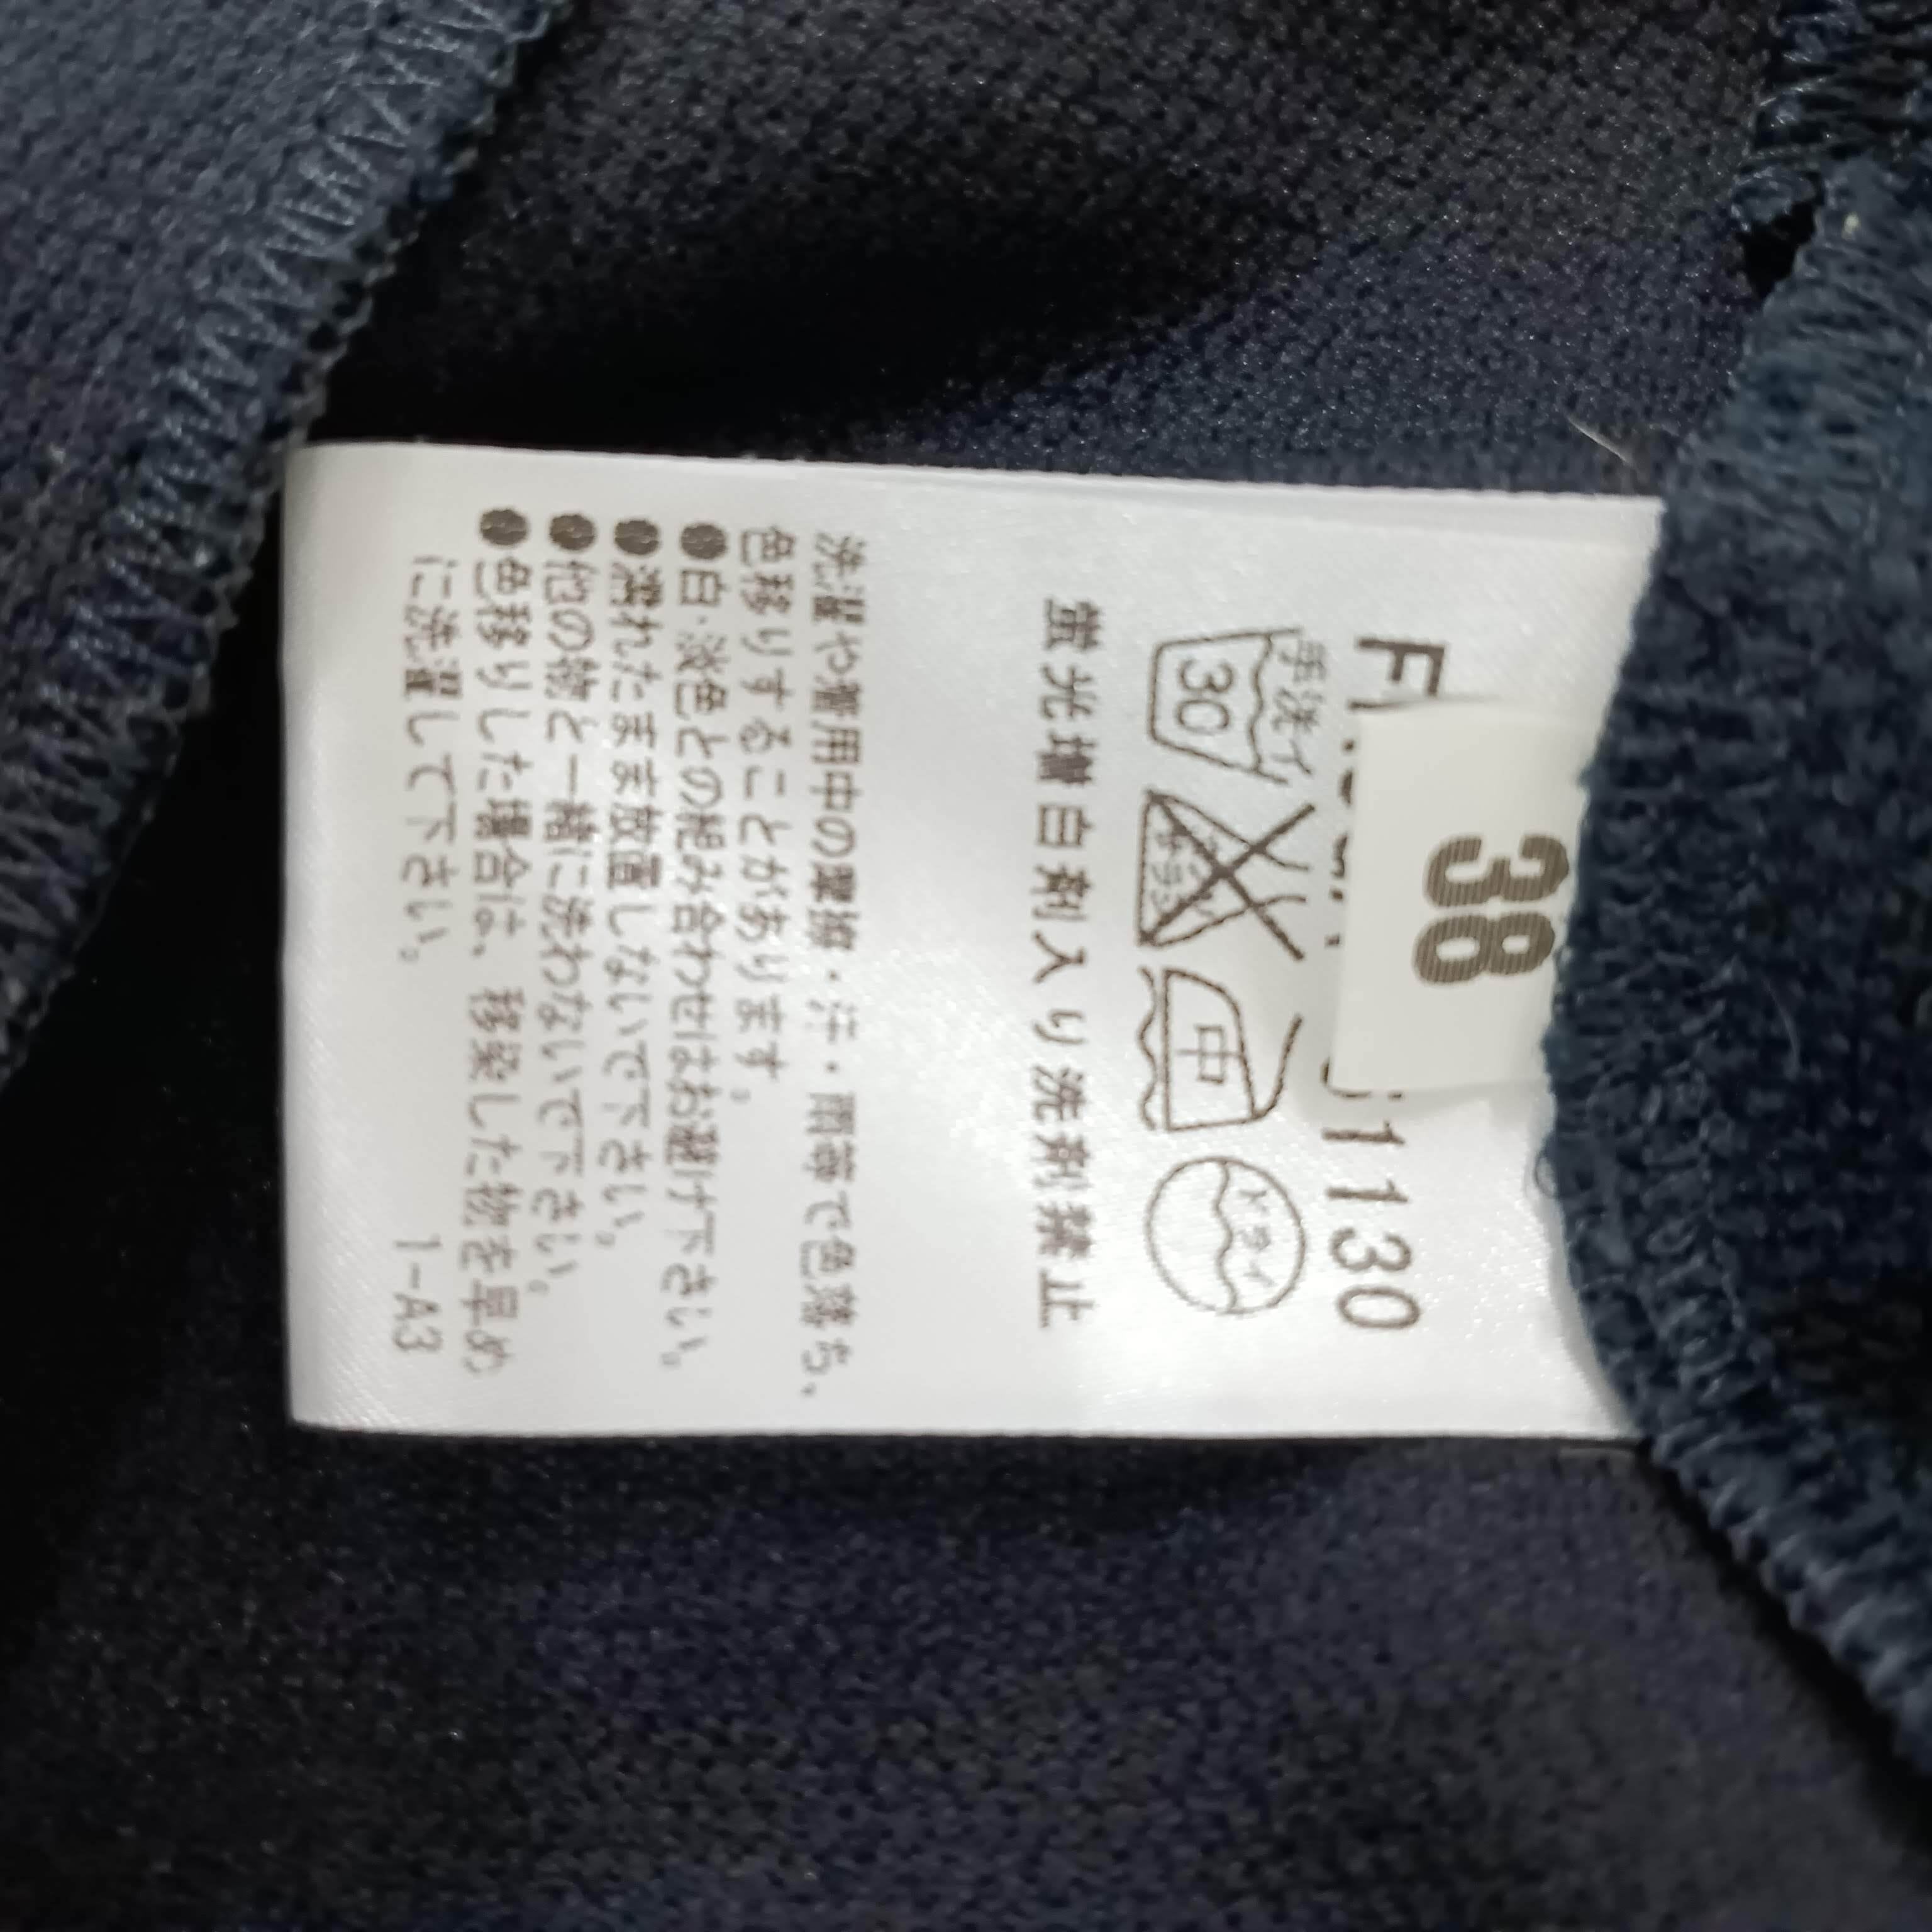 38
1130
手洗イ
30
エンソサラシ
中
ドライ
蛍光増白剤入り洗剤禁止
洗濯や着用中の摩擦・汗・雨等で色落ち、
色移りすることがあります。
●白・淡色との組み合わせはお避け下さい。
●濡れたまま放置しないで下さい。
●他の物と一緒に洗わないで下さい。
●色移りした場合は、移染した物を早め
に洗濯して下さい。
1-A3